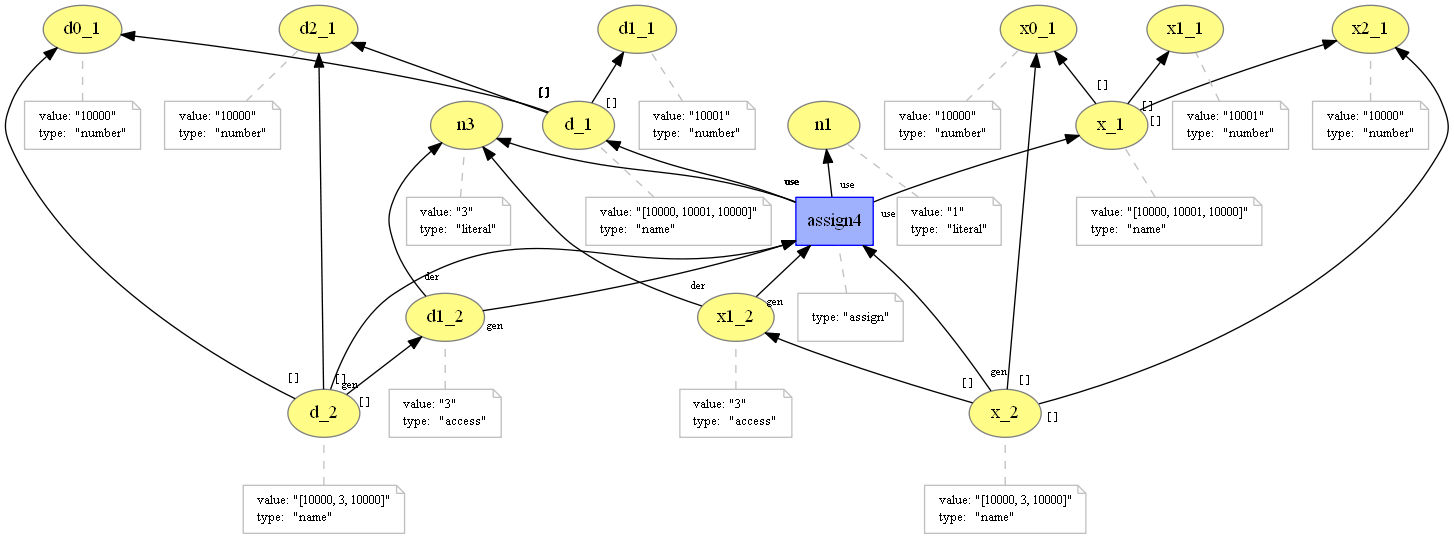 d0_1
d2_1
d1_1
x0_1
x1_1
x2_1
[]
[]
[]
[]
[]
[]
value: "10000"
type: "number"
value: "10000"
type: "number"
value: "10001"
type: "number"
value: "10000"
type: "number"
value: "10001"
type: "number"
value: "10000"
type: "number"
n3
d_1
n1
x_1
use
use
use
use
value: "3"
type: "literal"
value: "[10000, 10001, 10000]"
type: "name"
assign4
value: "1"
type: "literal"
value: "[10000, 10001, 10000]"
type: "name"
der
der
gen
gen
d1_2
x1_2
type: "assign"
[]
[]
gen
[]
[]
gen
[]
[]
d_2
value: "3"
type: "access"
value: "3"
type: "access"
x_2
value: "[10000, 3, 10000]"
type: "name"
value: "[10000, 3, 10000]"
type: "name"